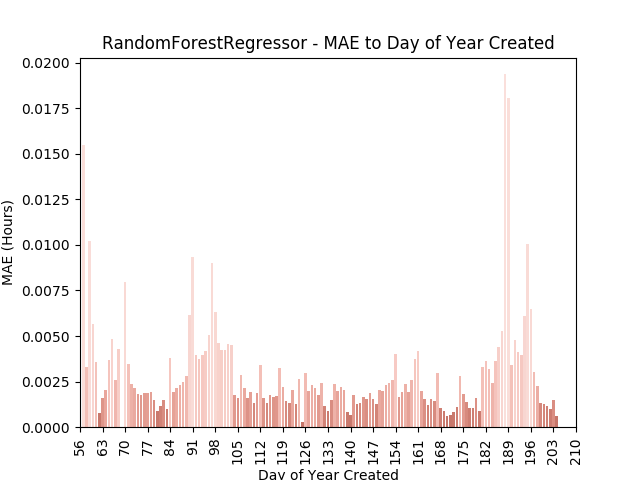 RandomForestRegressor - MAE to Day of Year Created
MAE (Hours)
0.0200
0.0175
0.0150
0.0125
0.0100
0.0075
0.0050
0.0025
0.0000
56 63 70 77 84 91 98 105 112 119 126 133 140 147 154 161 168 175 182 189 196 203 210
Day of Year Created